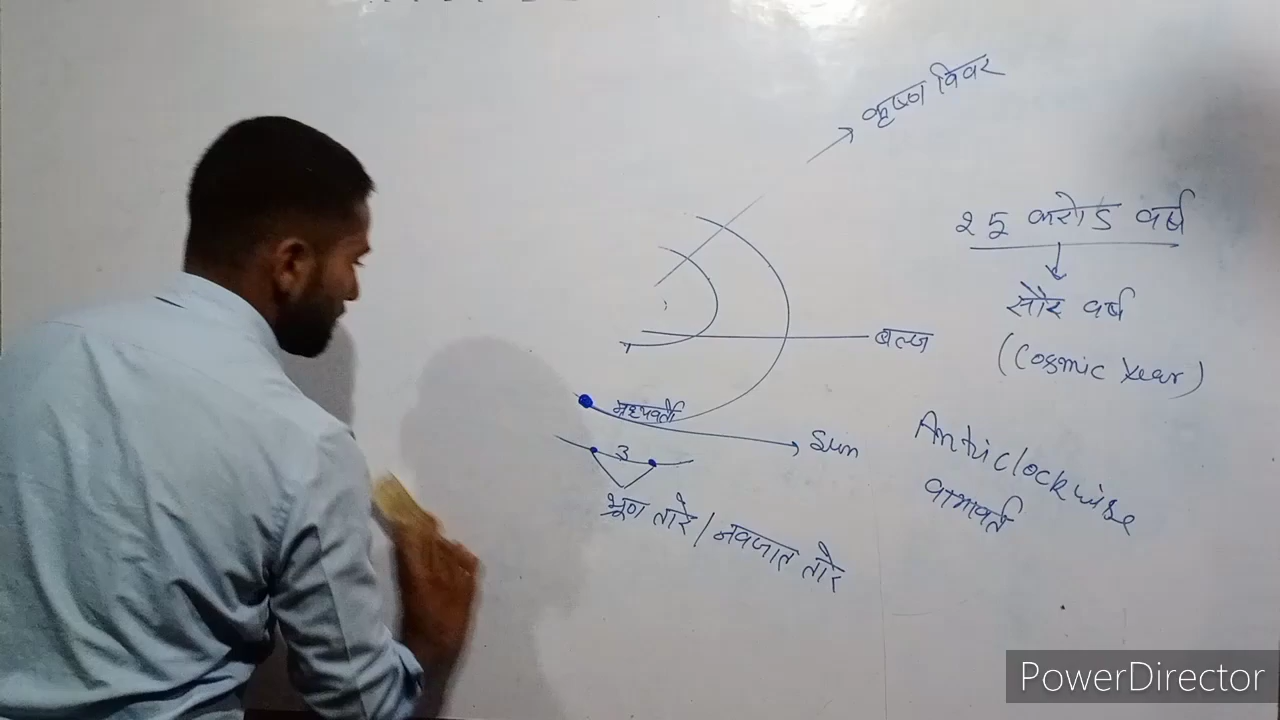 कृष्ण विवर
25 करोड वर्ष
सौर वर्ष
(Cosmic Year)
बल्ज
मध्यवर्ती
Sun
3
भ्रूण तारे / नवजात तारे
Anticlockwise
वामावर्त
PowerDirector